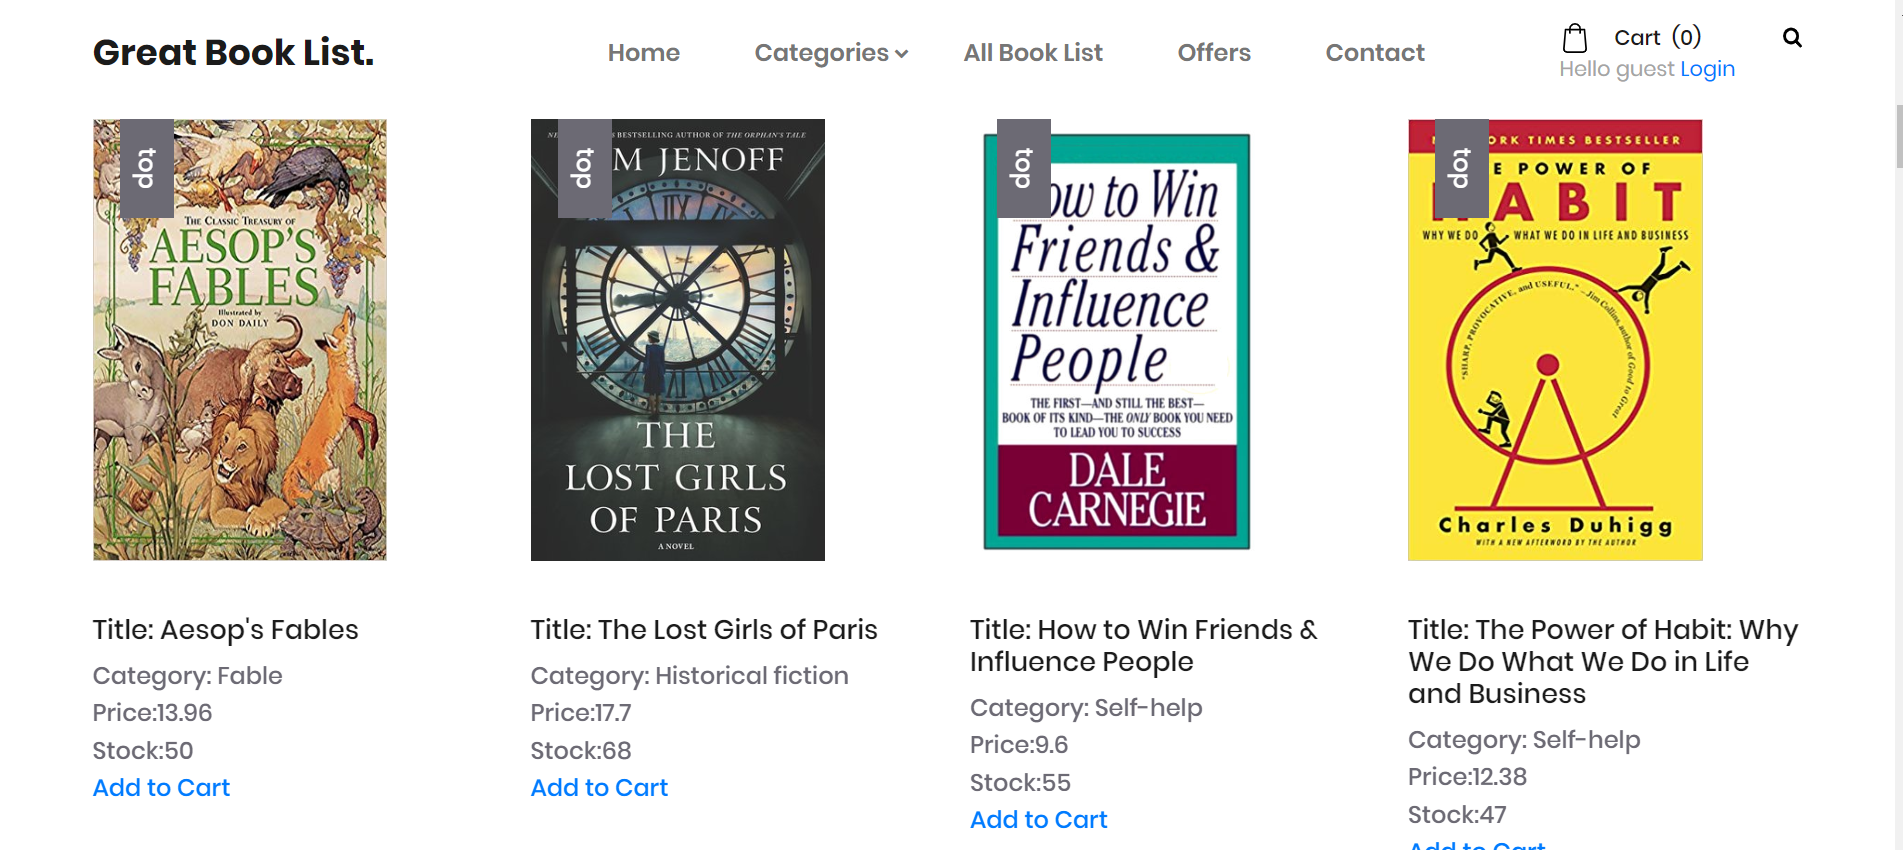 Great Book List.
Home
Categories
All Book List
Offers
Contact
Cart (0)
Hello guest Login
top
THE CLASSIC TREASURY OF
AESOP'S
FABLES
Illustrated by
DON DAILY
Title: Aesop's Fables
Category: Fable
Price:13.96
Stock:50
Add to Cart
top
BESTSELLING AUTHOR OF THE ORPHAN'S TALE
M JENOFF
THE
LOST GIRLS
OF PARIS
A NOVEL
Title: The Lost Girls of Paris
Category: Historical fiction
Price:17.7
Stock:68
Add to Cart
top
ow to Win
Friends &
Influence
People
THE FIRST—AND STILL THE BEST—
BOOK OF ITS KIND—THE ONLY BOOK YOU NEED
TO LEAD YOU TO SUCCESS
DALE
CARNEGIE
Title: How to Win Friends &
Influence People
Category: Self-help
Price:9.6
Stock:55
Add to Cart
top
ORK TIMES BESTSELLER
E POWER OF
HABIT
WHY WE DO WHAT WE DO IN LIFE AND BUSINESS
"SHARP, PROVOCATIVE, and USEFUL." —Jim Collins, author of Good to Great
Charles Duhigg
WITH A NEW AFTERWORD BY THE AUTHOR
Title: The Power of Habit: Why
We Do What We Do in Life
and Business
Category: Self-help
Price:12.38
Stock:47
Add to Cart